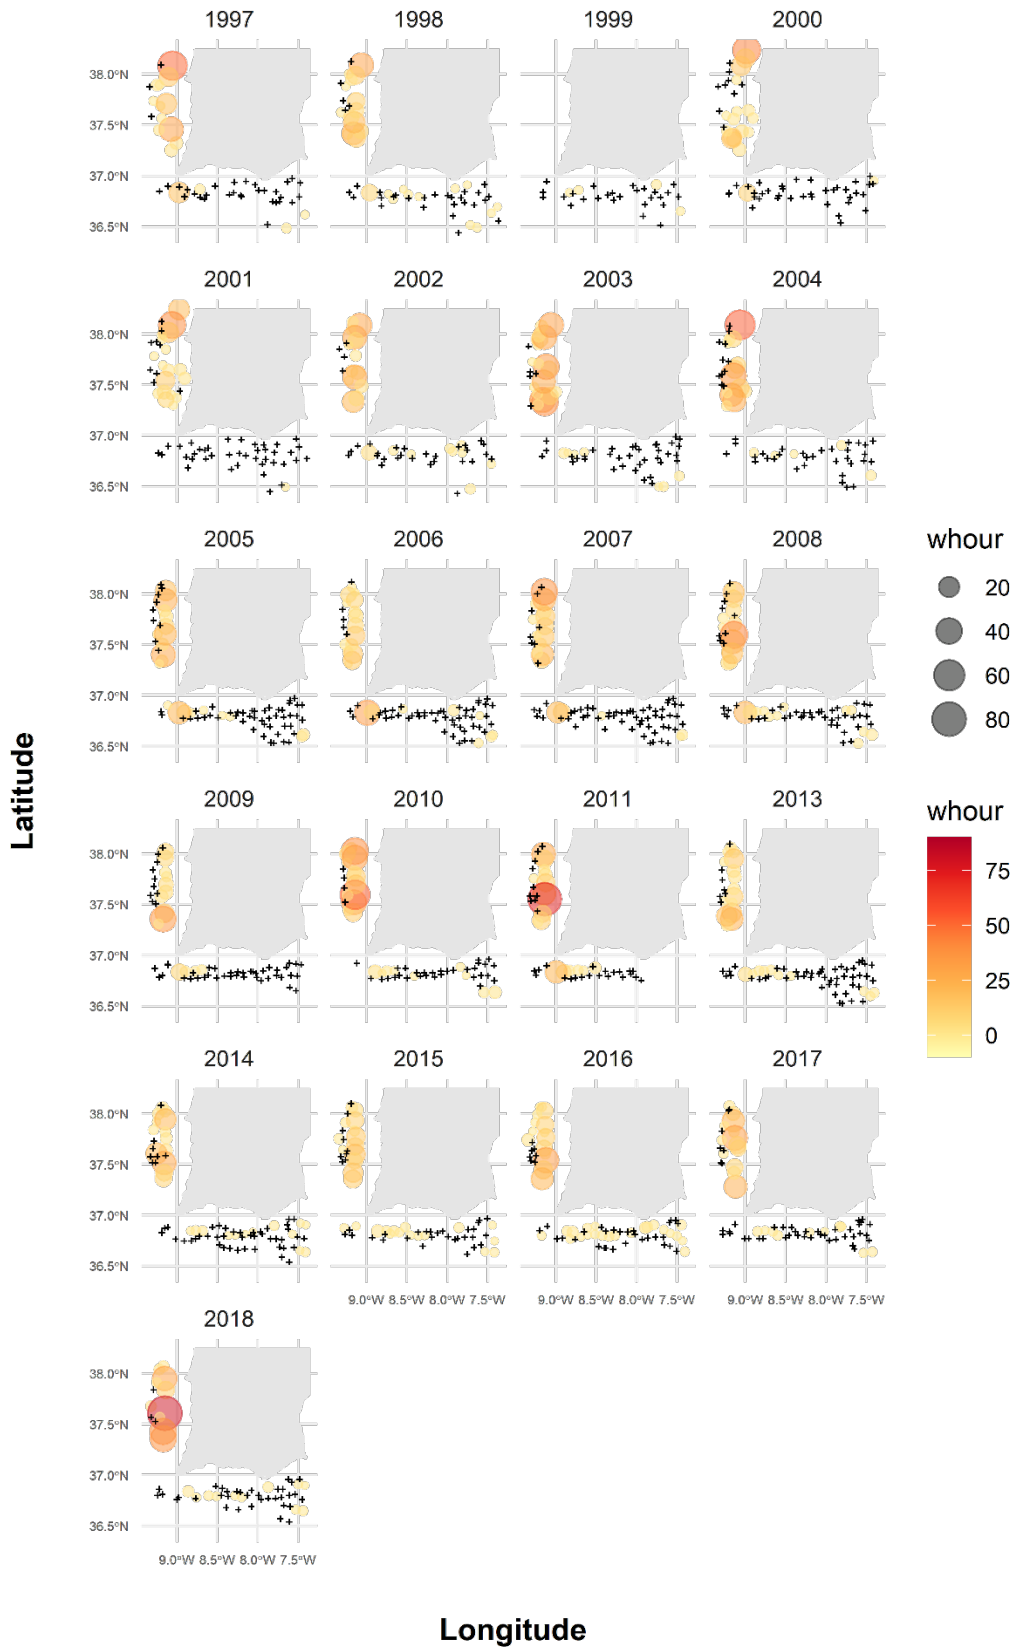 1997 1998 1999 2000
38.0°N
37.5°N
37.0°N
36.5°N
2001 2002 2003 2004
38.0°N
37.5°N
37.0°N
36.5°N
2005 2006 2007 2008
38.0°N
37.5°N
37.0°N
36.5°N
whour
20
40
60
80
Latitude
2009 2010 2011 2013
38.0°N
37.5°N
37.0°N
36.5°N
whour
75
50
25
0
2014 2015 2016 2017
38.0°N
37.5°N
37.0°N
36.5°N
9.0°W 8.5°W 8.0°W 7.5°W 9.0°W 8.5°W 8.0°W 7.5°W 9.0°W 8.5°W 8.0°W 7.5°W
2018
38.0°N
37.5°N
37.0°N
36.5°N
9.0°W 8.5°W 8.0°W 7.5°W
Longitude